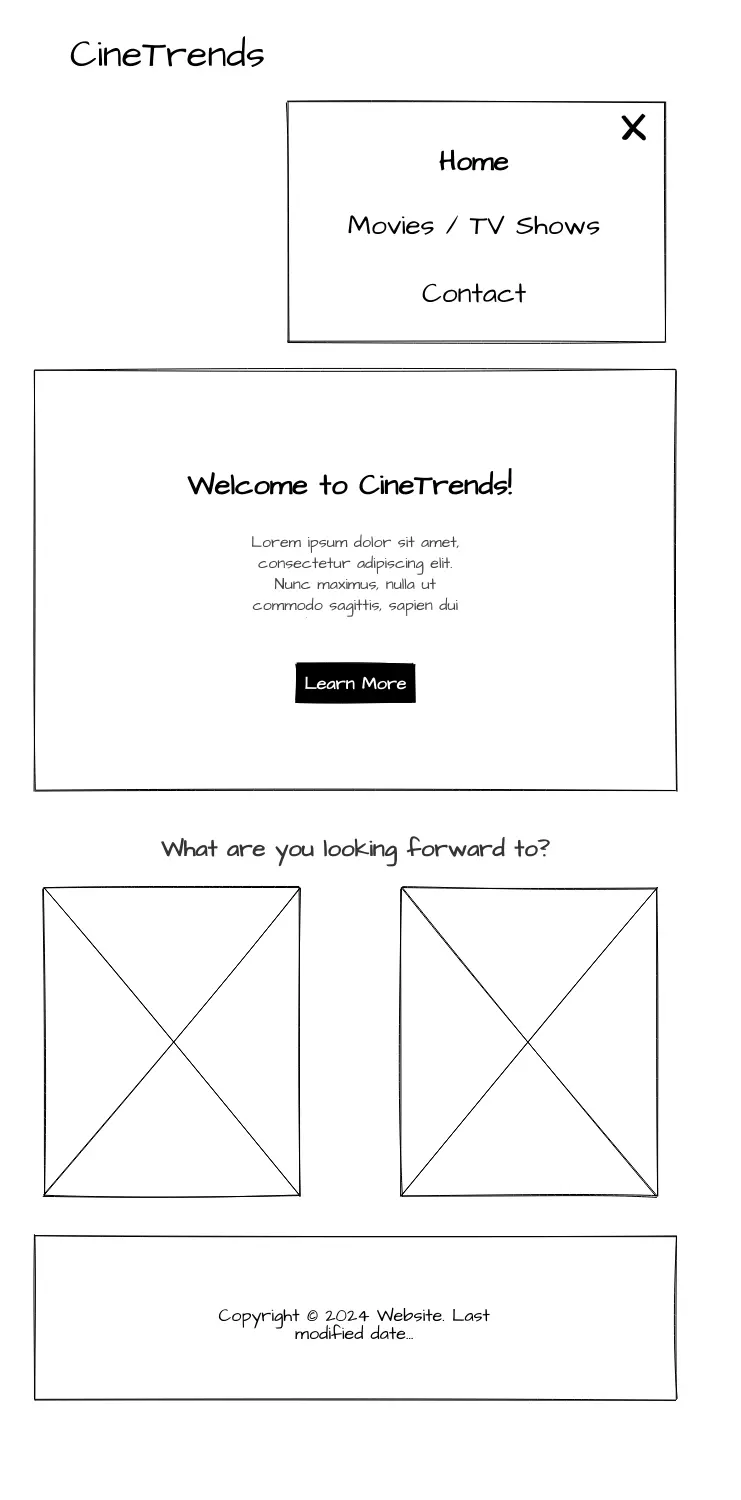 CineTrends
X
Home
Movies / TV Shows
Contact
Welcome to CineTrends!
Lorem ipsum dolor sit amet,
consectetur adipiscing elit.
Nunc maximus, nulla ut
commodo sagittis, sapien dui
Learn More
What are you looking forward to?
Copyright © 2024 Website. Last
modified date...